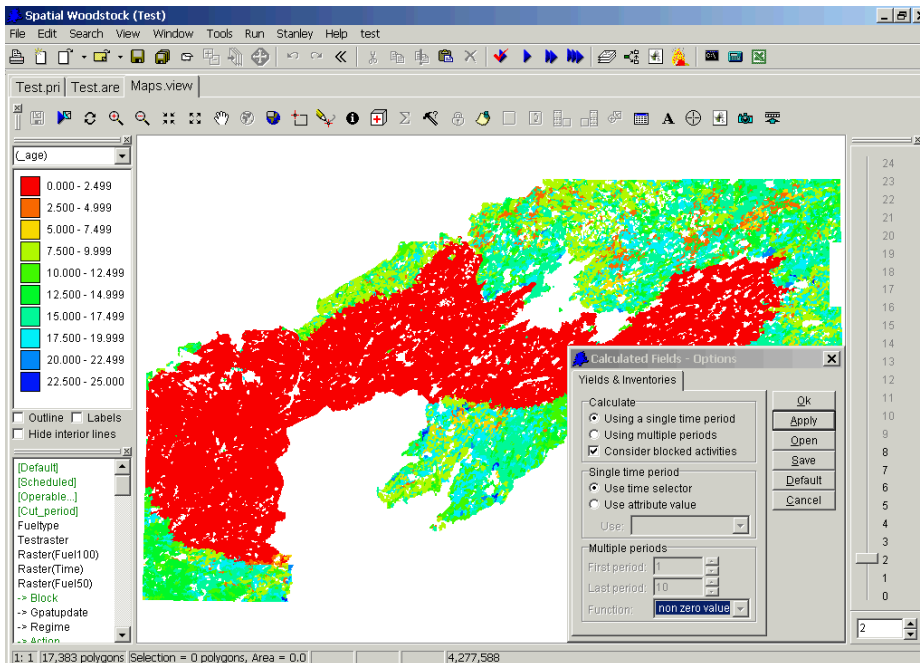 Spatial Woodstock (Test)
File Edit Search View Window Tools Run Stanley Help test
Test.pri Test.are Maps.view
(_age)
0.000 - 2.499
2.500 - 4.999
5.000 - 7.499
7.500 - 9.999
10.000 - 12.499
12.500 - 14.999
15.000 - 17.499
17.500 - 19.999
20.000 - 22.499
22.500 - 25.000
Outline Labels
Hide interior lines
[Default]
[Scheduled]
[Operable...]
[Cut_period]
Fueltype
Testraster
Raster(Fuel100)
Raster(Time)
Raster(Fuel50)
-> Block
-> Gpatupdate
-> Regime
-> Action
Calculated Fields - Options
Yields & Inventories
Calculate
Using a single time period
Using multiple periods
Consider blocked activities
Single time period
Use time selector
Use attribute value
Use:
Multiple periods
First period: 1
Last period: 10
Function: non zero value
Ok
Apply
Open
Save
Default
Cancel
24
23
22
21
20
19
18
17
16
15
14
13
12
11
10
9
8
7
6
5
4
3
2
1
0
2
1: 1 17,383 polygons Selection = 0 polygons, Area = 0.0 4,277,588